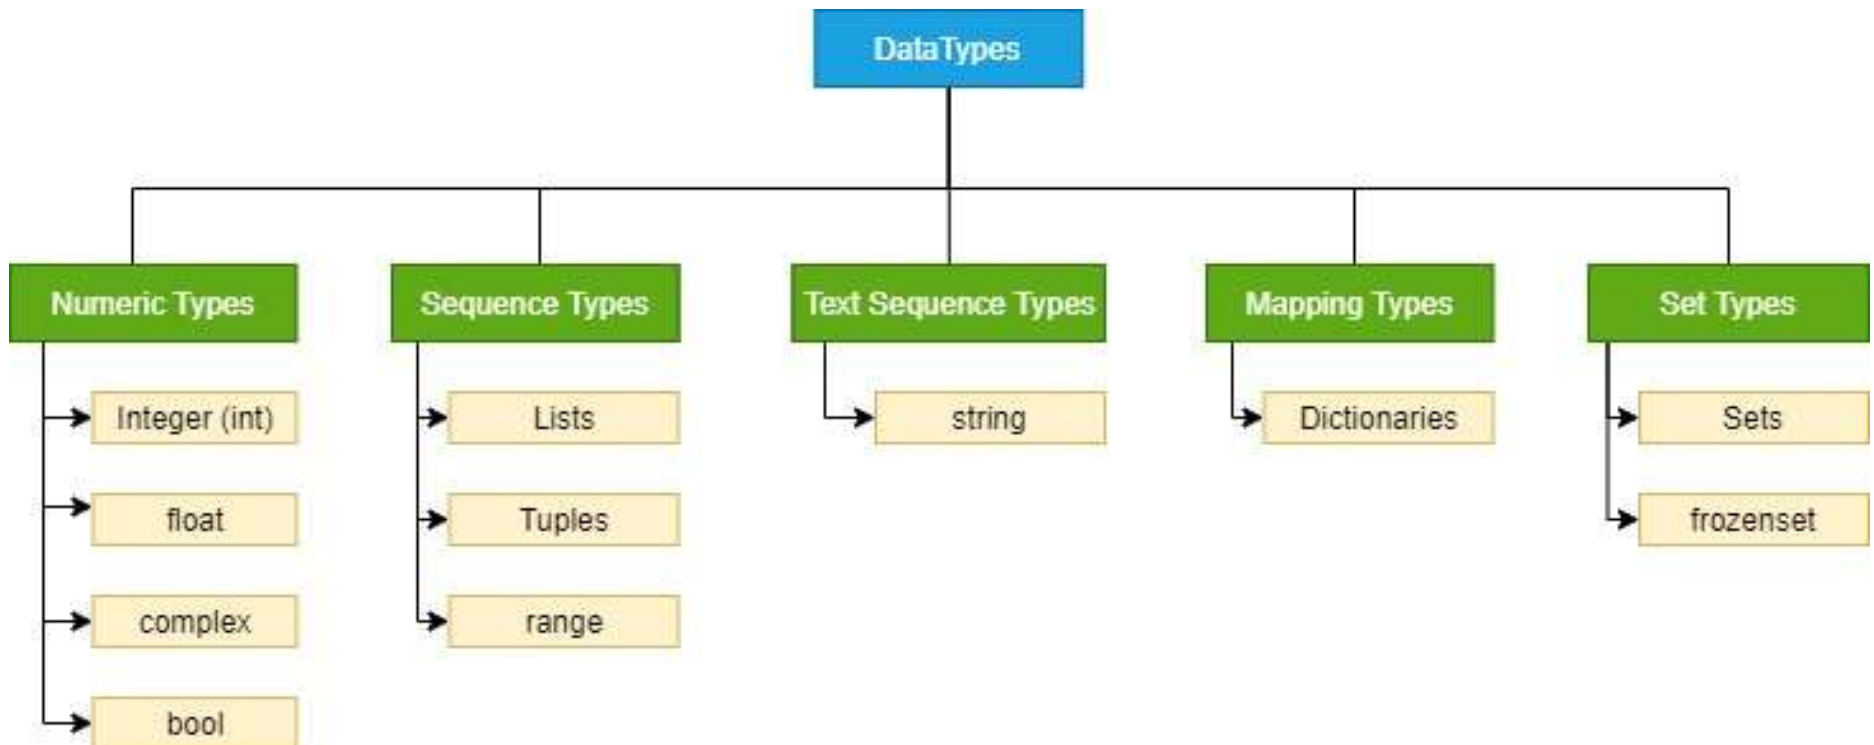 DataTypes
Numeric Types
Integer (int)
float
complex
bool
Sequence Types
Lists
Tuples
range
Text Sequence Types
string
Mapping Types
Dictionaries
Set Types
Sets
frozenset